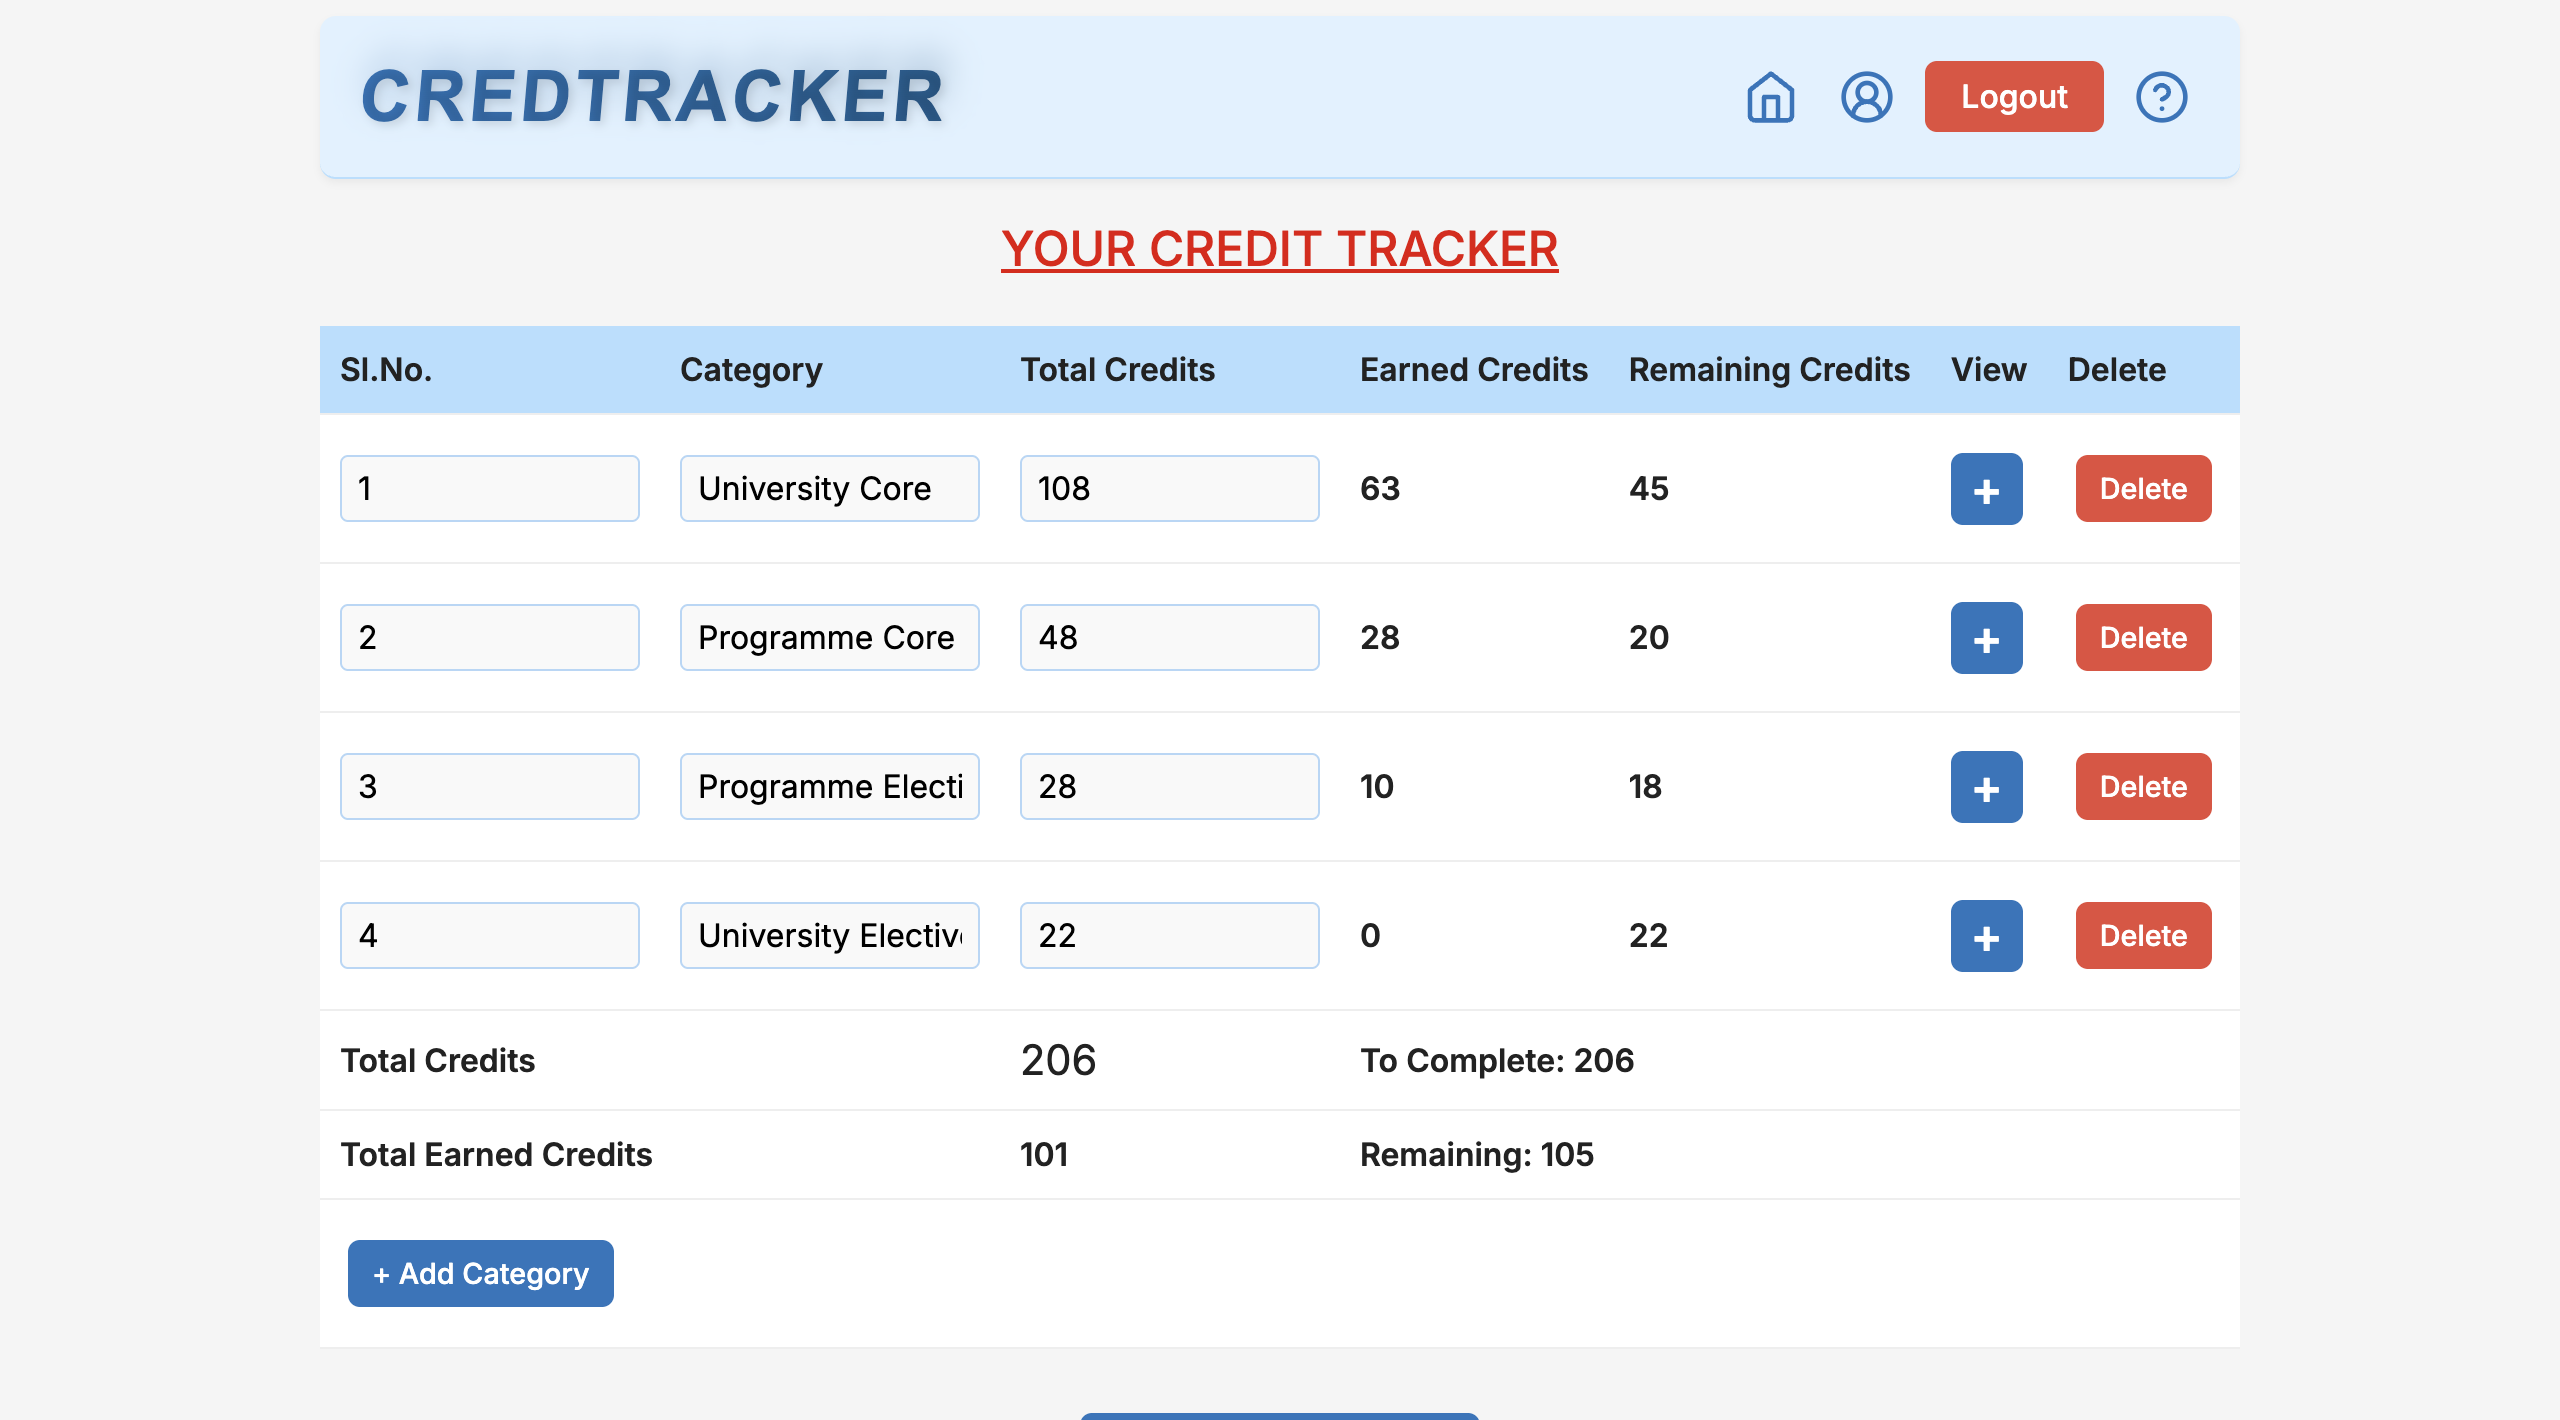 CREDTRACKER
Logout
YOUR CREDIT TRACKER
Sl.No. Category Total Credits Earned Credits Remaining Credits View Delete
1 University Core 108 63 45 + Delete
2 Programme Core 48 28 20 + Delete
3 Programme Electi 28 10 18 + Delete
4 University Elective 22 0 22 + Delete
Total Credits 206 To Complete: 206
Total Earned Credits 101 Remaining: 105
+ Add Category